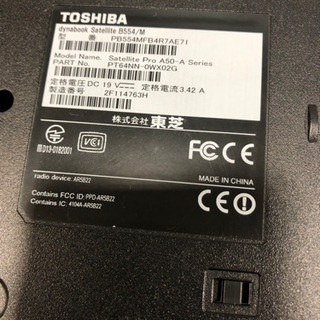 TOSHIBA
dynabook Satellite B554/M
型 番 PB554MFB4R7AE71
Model Name. Satellite Pro A50-A Series
PART No. PT64NN-0WX02G
定格電圧 DC 19 V 定格電流 3.42 A
製造番号 2F114763H
株式会社 東芝
VCI
FCC
D13-0182001
MADE IN CHINA
radio device: AR5B22
CE
Contains FCC ID: PPD-AR5B22
Contains IC: 4104A-AR5B22